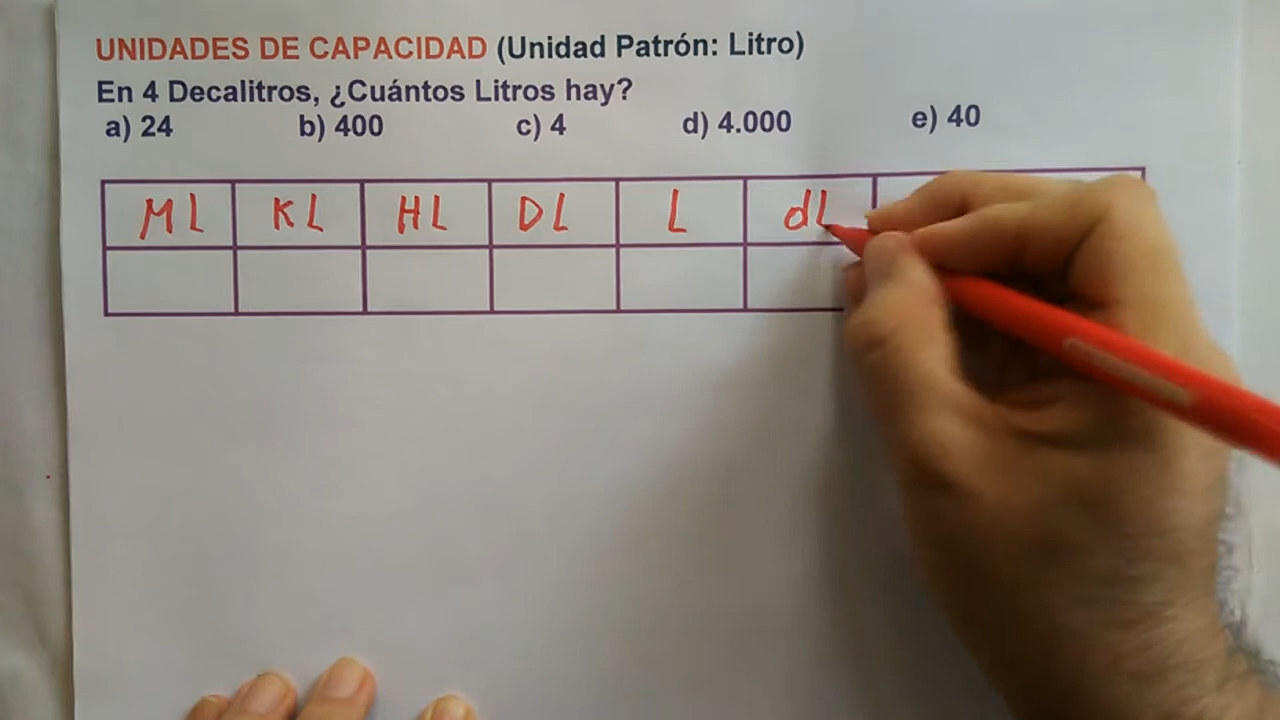 UNIDADES DE CAPACIDAD (Unidad Patrón: Litro)
En 4 Decalitros, ¿Cuántos Litros hay?
a) 24 b) 400 c) 4 d) 4.000 e) 40
ML KL HL DL L dL